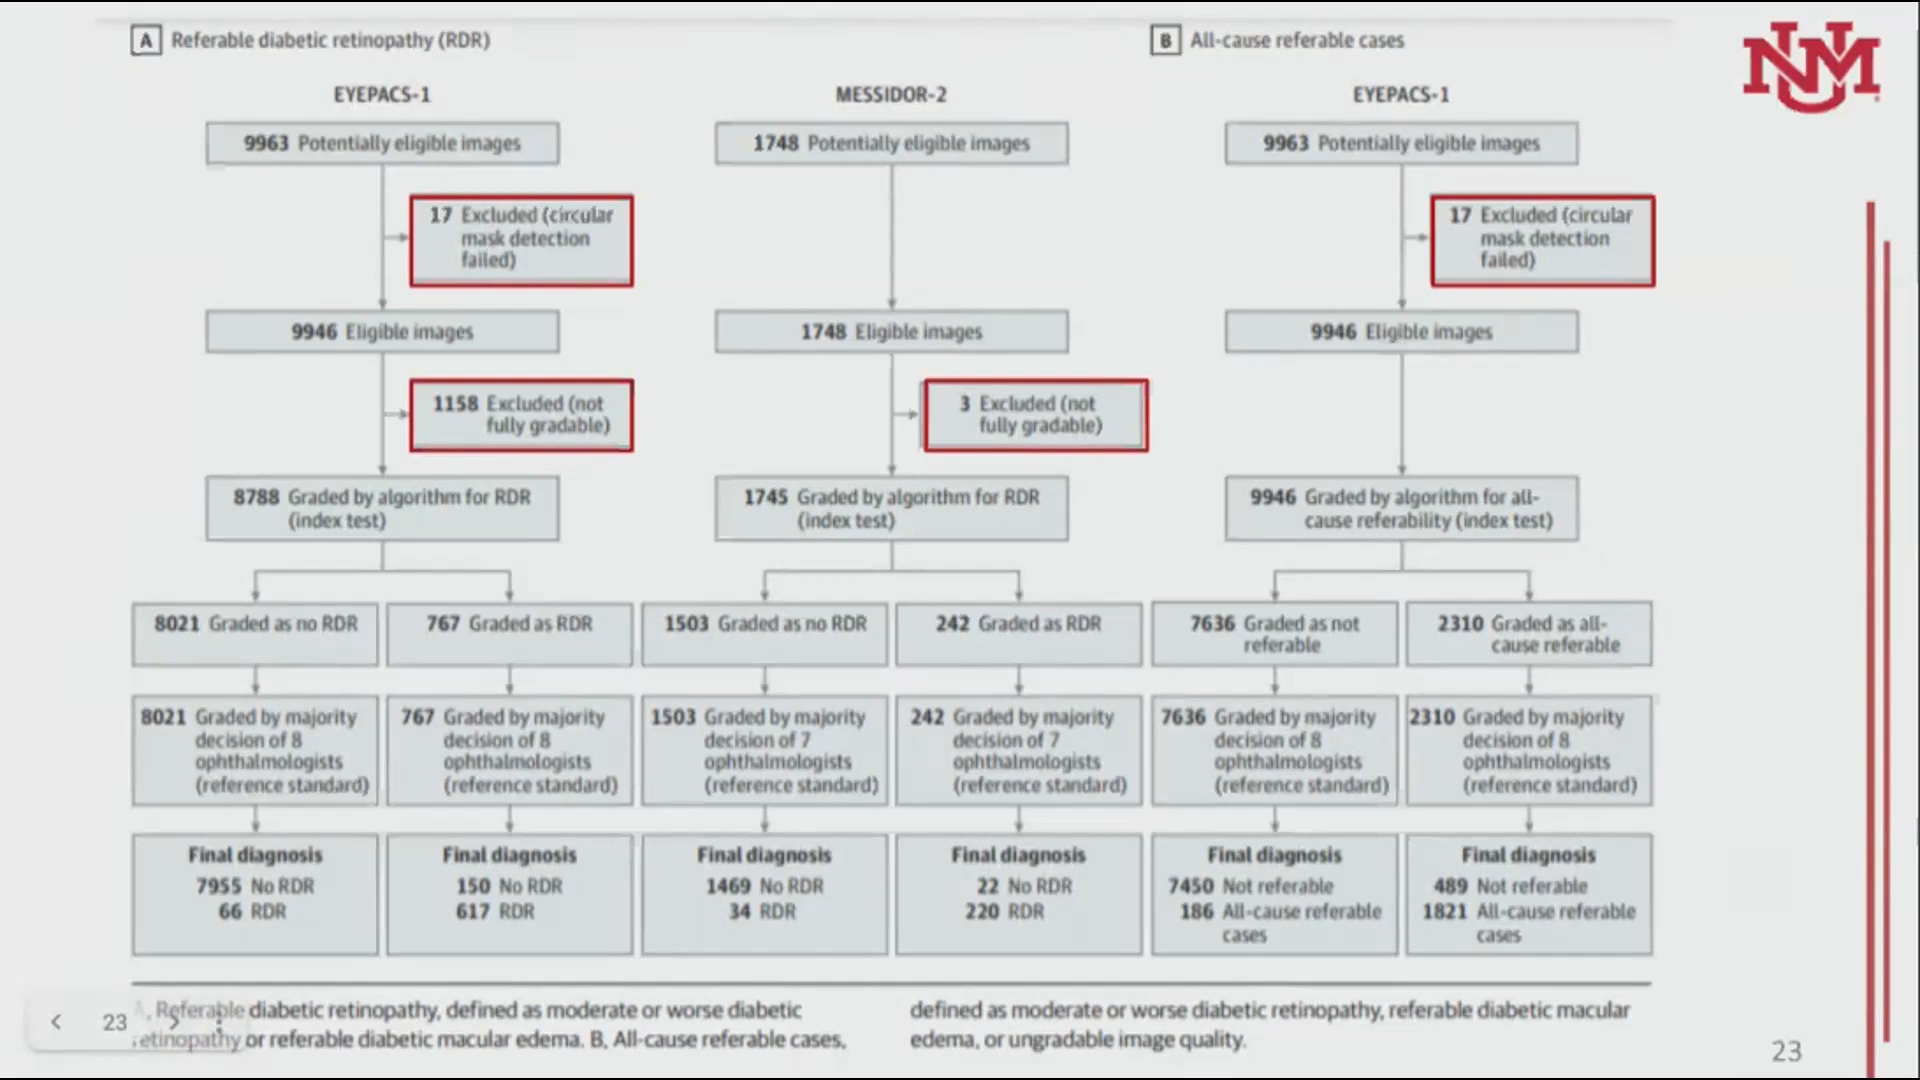 A Referable diabetic retinopathy (RDR)
B All-cause referable cases
NM
EYEPACS-1
MESSIDOR-2
EYEPACS-1
9963 Potentially eligible images
1748 Potentially eligible images
9963 Potentially eligible images
17 Excluded (circular
mask detection
failed)
17 Excluded (circular
mask detection
failed)
9946 Eligible images
1748 Eligible images
9946 Eligible images
1158 Excluded (not
fully gradable)
3 Excluded (not
fully gradable)
8788 Graded by algorithm for RDR
(index test)
1745 Graded by algorithm for RDR
(index test)
9946 Graded by algorithm for all-
cause referability (index test)
8021 Graded as no RDR
767 Graded as RDR
1503 Graded as no RDR
242 Graded as RDR
7636 Graded as not
referable
2310 Graded as all-
cause referable
8021 Graded by majority
decision of 8
ophthalmologists
(reference standard)
767 Graded by majority
decision of 8
ophthalmologists
(reference standard)
1503 Graded by majority
decision of 7
ophthalmologists
(reference standard)
242 Graded by majority
decision of 7
ophthalmologists
(reference standard)
7636 Graded by majority
decision of 8
ophthalmologists
(reference standard)
2310 Graded by majority
decision of 8
ophthalmologists
(reference standard)
Final diagnosis
7955 No RDR
66 RDR
Final diagnosis
150 No RDR
617 RDR
Final diagnosis
1469 No RDR
34 RDR
Final diagnosis
22 No RDR
220 RDR
Final diagnosis
7450 Not referable
186 All-cause referable
cases
Final diagnosis
489 Not referable
1821 All-cause referable
cases
A, Referable diabetic retinopathy, defined as moderate or worse diabetic
retinopathy or referable diabetic macular edema. B, All-cause referable cases,
defined as moderate or worse diabetic retinopathy, referable diabetic macular
edema, or ungradable image quality.
23
23